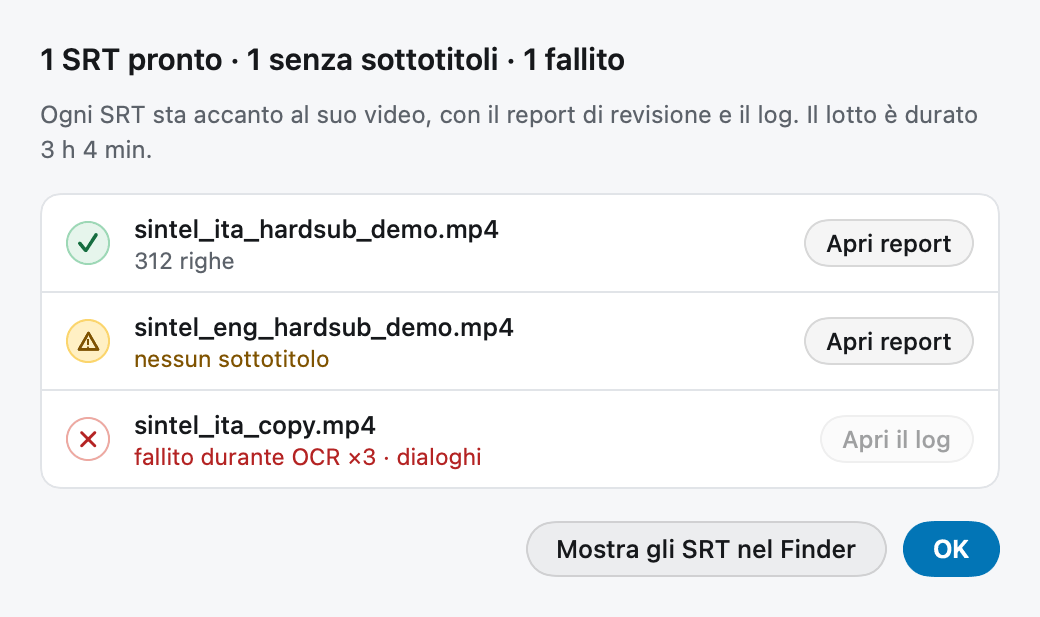 1 SRT pronto · 1 senza sottotitoli · 1 fallito
Ogni SRT sta accanto al suo video, con il report di revisione e il log. Il lotto è durato
3 h 4 min.
sintel_ita_hardsub_demo.mp4
312 righe
Apri report
sintel_eng_hardsub_demo.mp4
nessun sottotitolo
Apri report
sintel_ita_copy.mp4
fallito durante OCR ×3 · dialoghi
Apri il log
Mostra gli SRT nel Finder
OK